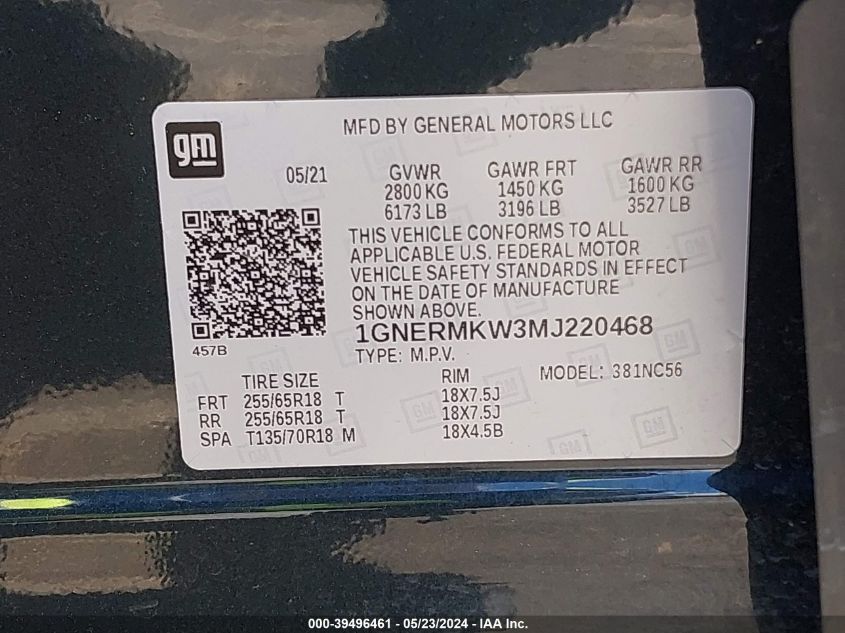 gm
MFD BY GENERAL MOTORS LLC
05/21 GVWR GAWR FRT GAWR RR
2800 KG 1450 KG 1600 KG
6173 LB 3196 LB 3527 LB
THIS VEHICLE CONFORMS TO ALL
APPLICABLE U.S. FEDERAL MOTOR
VEHICLE SAFETY STANDARDS IN EFFECT
ON THE DATE OF MANUFACTURE
SHOWN ABOVE.
1GNERMKW3MJ220468
457B
TYPE: M.P.V.
TIRE SIZE RIM MODEL: 381NC56
FRT 255/65R18 T 18X7.5J
RR 255/65R18 T 18X7.5J
SPA T135/70R18 M 18X4.5B
000-39496461 - 05/23/2024 - IAA Inc.